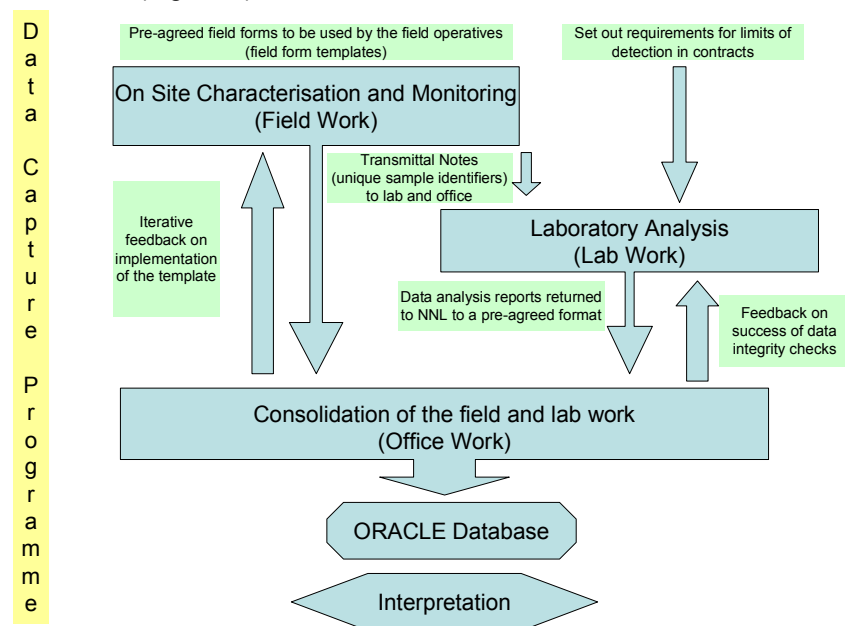 Data Capture Programme
Pre-agreed field forms to be used by the field operatives
(field form templates)
Set out requirements for limits of
detection in contracts
On Site Characterisation and Monitoring
(Field Work)
Transmittal Notes
(unique sample identifiers)
to lab and office
Iterative
feedback on
implementation
of the template
Laboratory Analysis
(Lab Work)
Data analysis reports returned
to NNL to a pre-agreed format
Feedback on
success of data
integrity checks
Consolidation of the field and lab work
(Office Work)
ORACLE Database
Interpretation